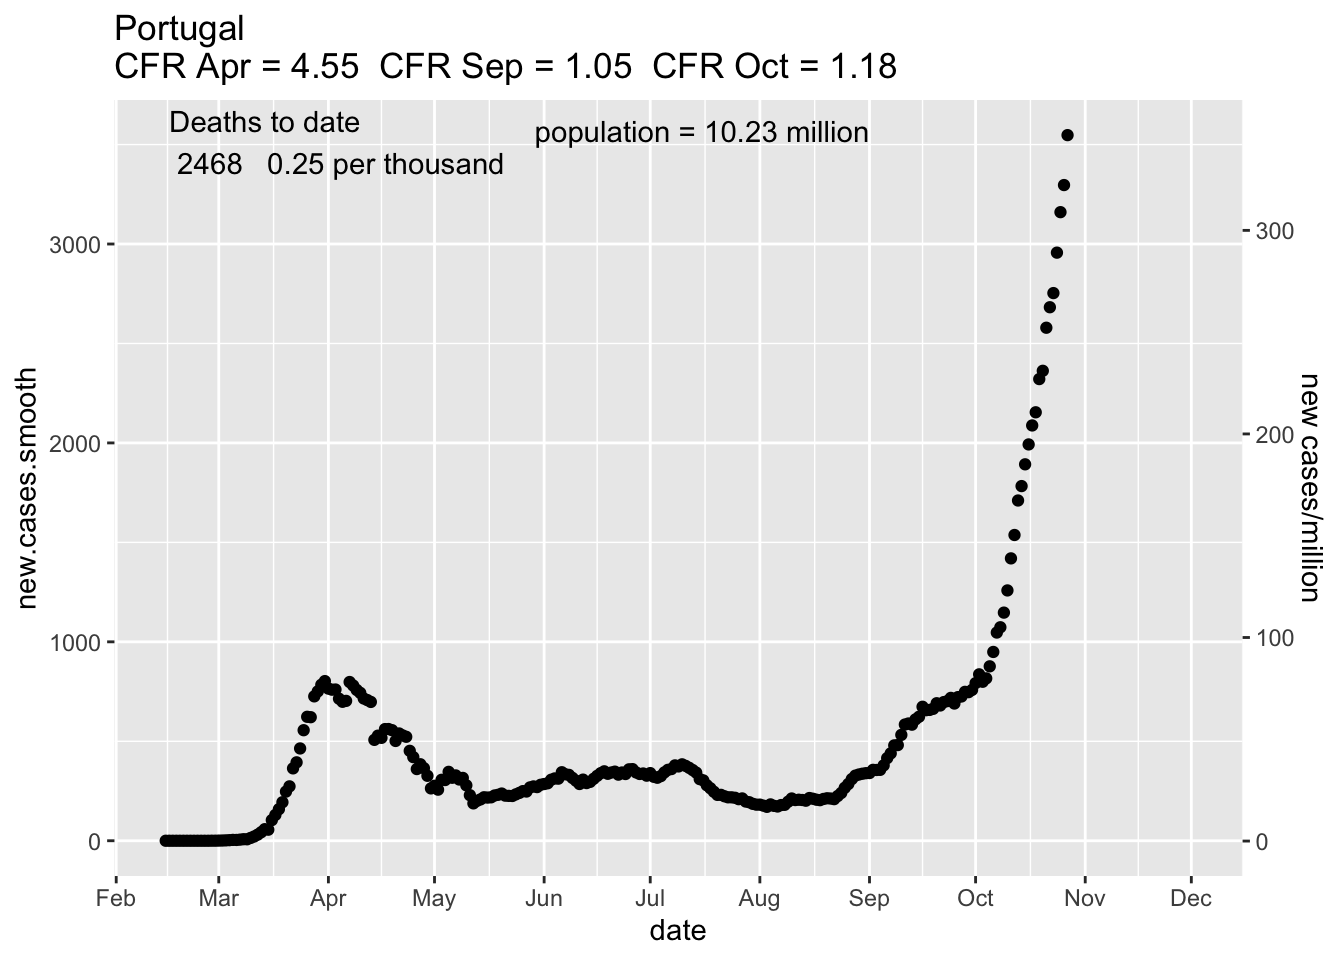 Portugal
CFR Apr = 4.55  CFR Sep = 1.05  CFR Oct = 1.18
Deaths to date
2468   0.25 per thousand
population = 10.23 million
new.cases.smooth
3000
2000
1000
0
300
200
100
0
new cases/million
Feb Mar Apr May Jun Jul Aug Sep Oct Nov Dec
date